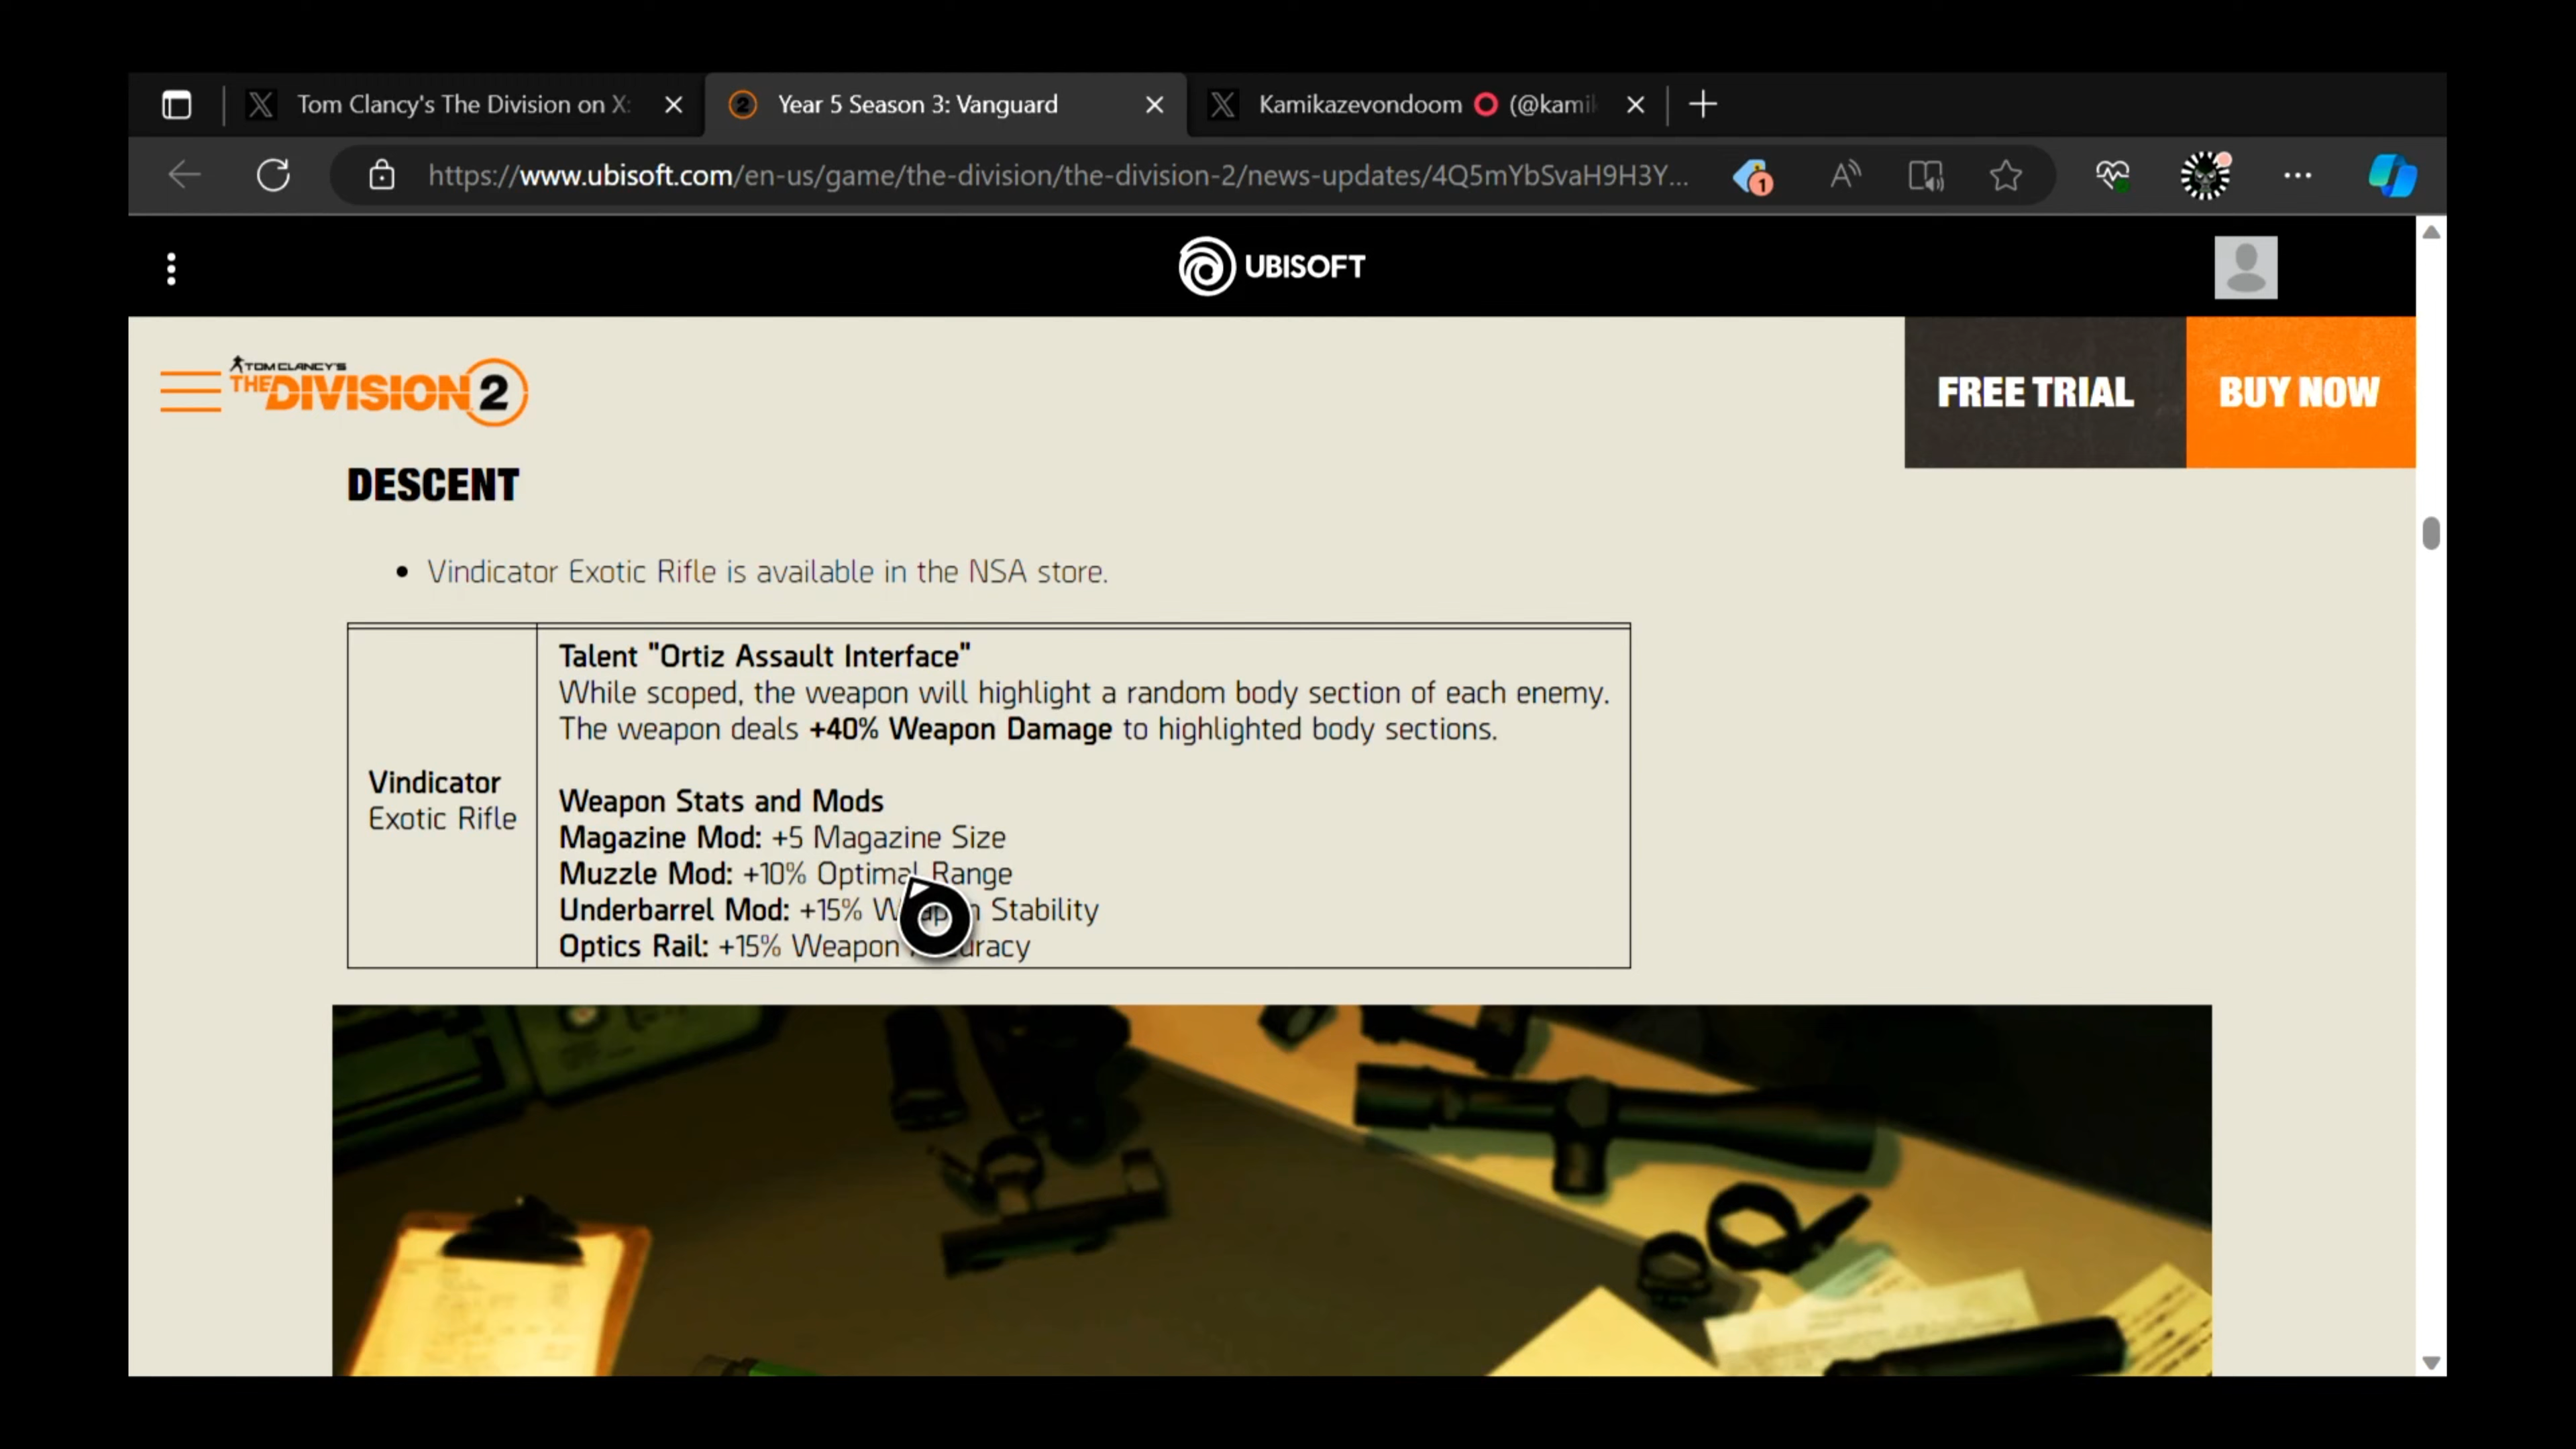 Tom Clancy's The Division on X:
Year 5 Season 3: Vanguard
Kamikazevondoom (@kami
https://www.ubisoft.com/en-us/game/the-division/the-division-2/news-updates/4Q5mYbSvaH9H3Y...
1
UBISOFT
TOM CLANCY'S
THE DIVISION 2
FREE TRIAL
BUY NOW
DESCENT
• Vindicator Exotic Rifle is available in the NSA store.
Talent "Ortiz Assault Interface"
While scoped, the weapon will highlight a random body section of each enemy.
The weapon deals +40% Weapon Damage to highlighted body sections.
Vindicator
Exotic Rifle
Weapon Stats and Mods
Magazine Mod: +5 Magazine Size
Muzzle Mod: +10% Optimal Range
Underbarrel Mod: +15% Weapon Stability
Optics Rail: +15% Weapon Accuracy